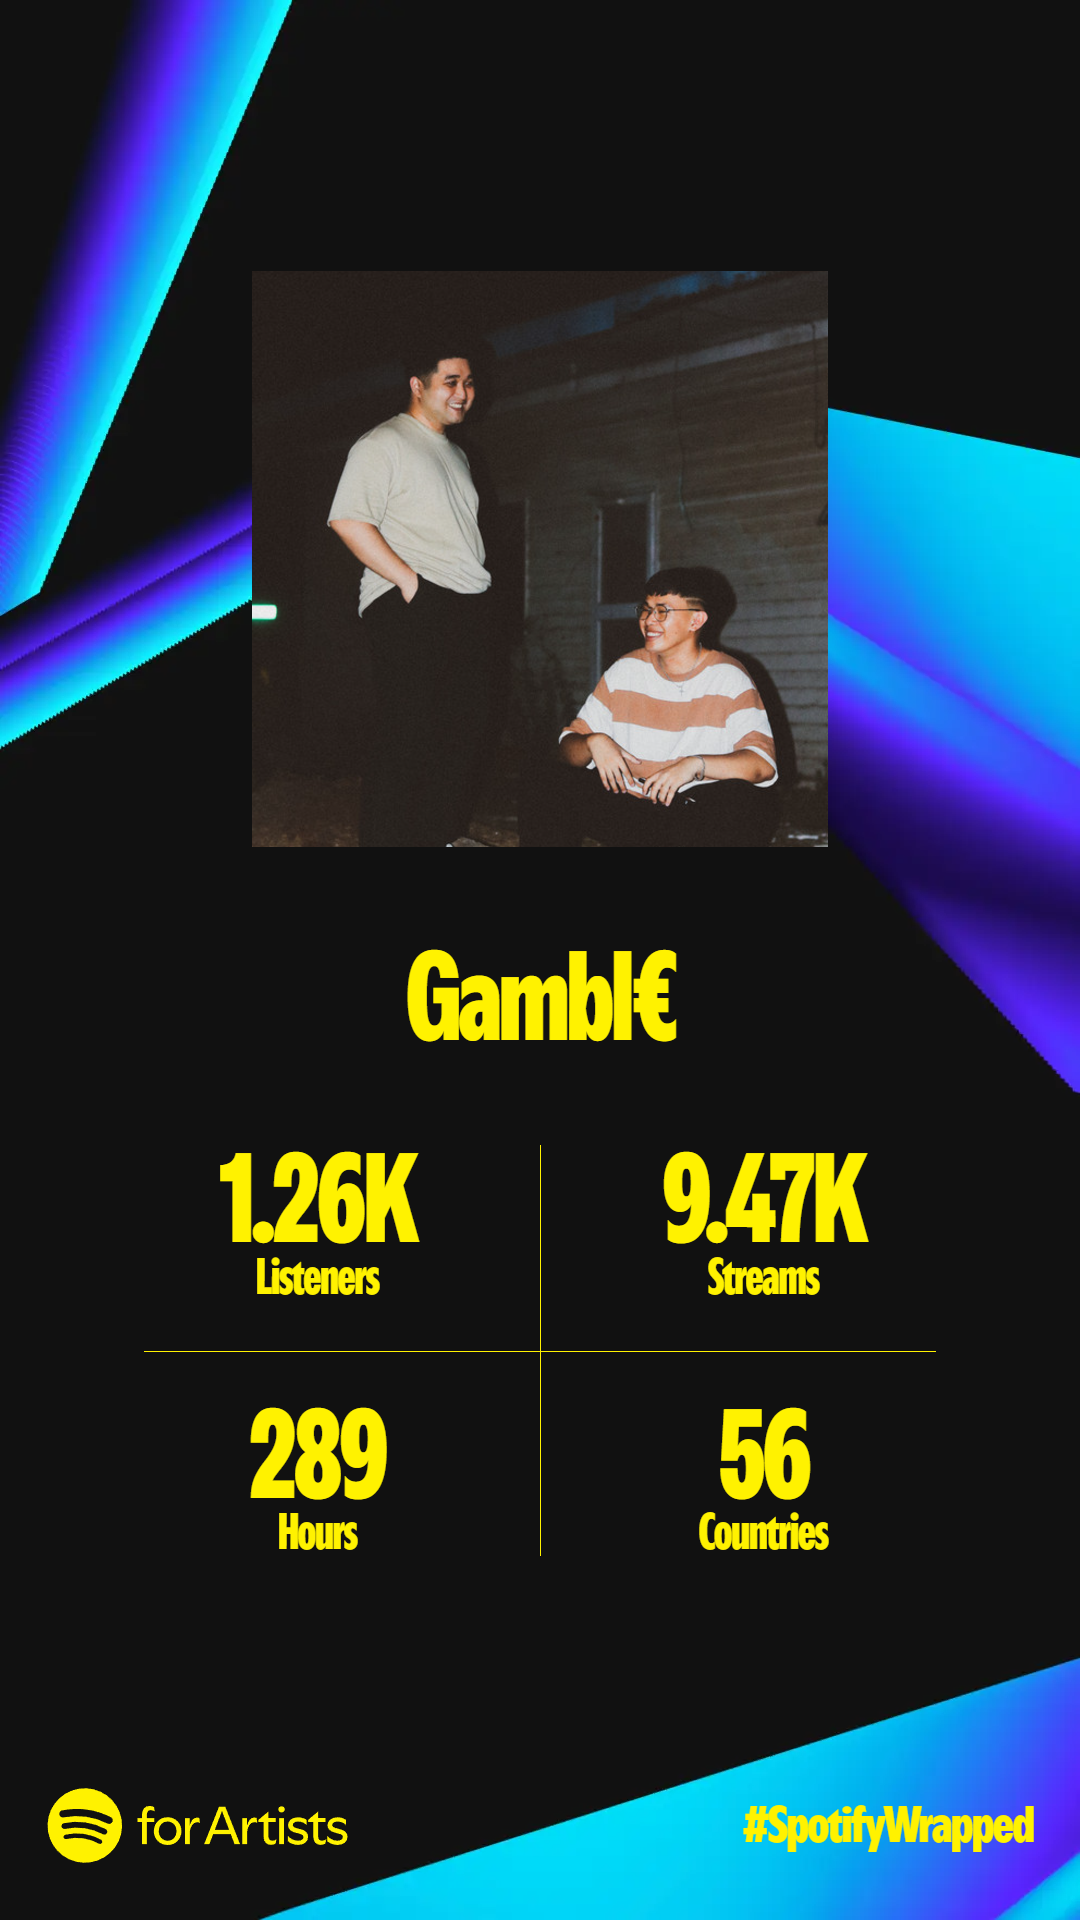 Gambl€
1.26K
Listeners
9.47K
Streams
289
Hours
56
Countries
for Artists
#SpotifyWrapped